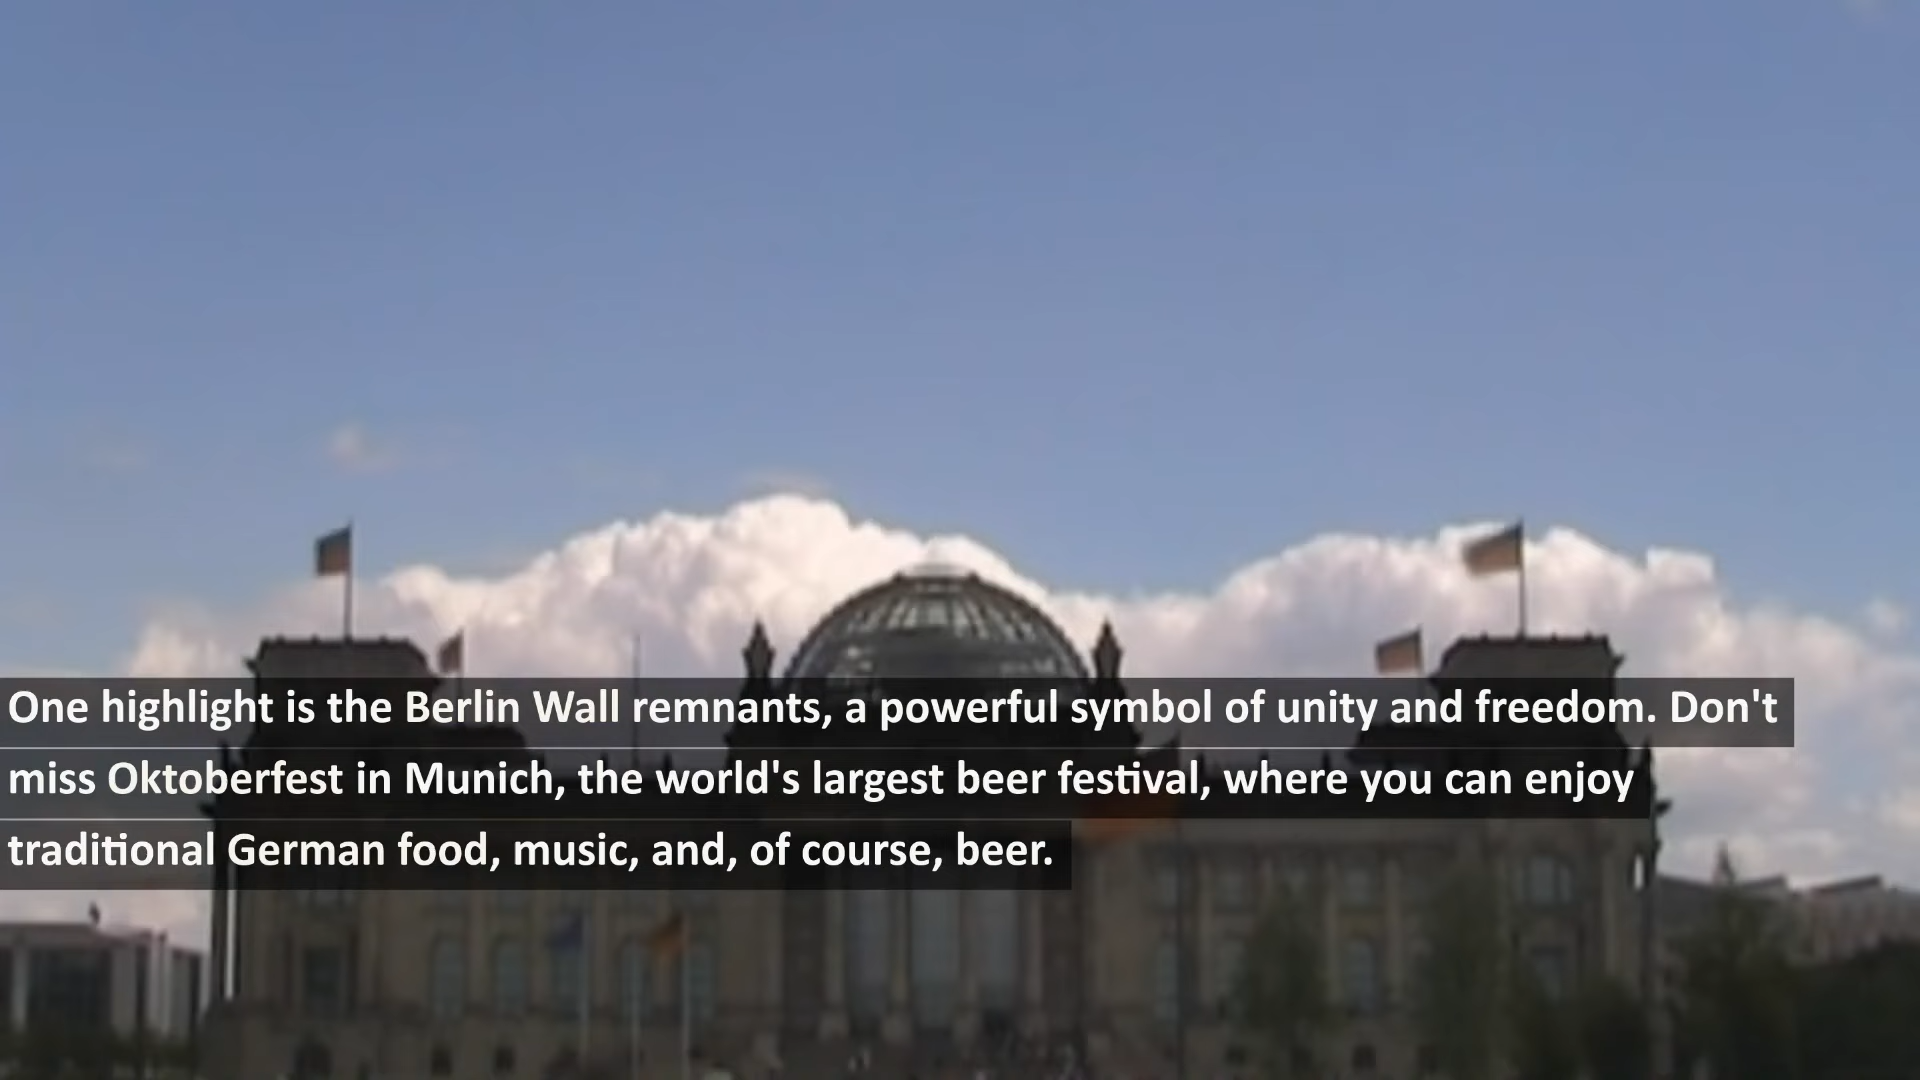 One highlight is the Berlin Wall remnants, a powerful symbol of unity and freedom. Don't
miss Oktoberfest in Munich, the world's largest beer festival, where you can enjoy
traditional German food, music, and, of course, beer.